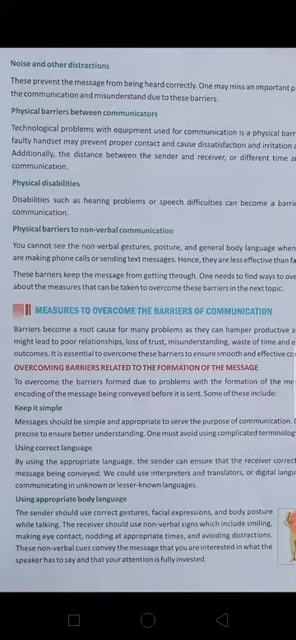 Noise and other distractions
These prevent the message from being heard correctly. One may miss an important p
the communication and misunderstand due to these barriers.
Physical barriers between communicators
Technological problems with equipment used for communication is a physical barr
faulty handset may prevent proper contact and cause dissatisfaction and irritation a
Additionally, the distance between the sender and receiver, or different time z
communication.
Physical disabilities
Disabilities such as hearing problems or speech difficulties can become a barrie
communication.
Physical barriers to non-verbal communication
You cannot see the non-verbal gestures, posture, and general body language when
are making phone calls or sending text messages. Hence, they are less effective than fa
These barriers keep the message from getting through. One needs to find ways to ove
about the measures that can be taken to overcome these barriers in the next topic.
MEASURES TO OVERCOME THE BARRIERS OF COMMUNICATION
Barriers become a root cause for many problems as they can hamper productive a
might lead to poor relationships, loss of trust, misunderstanding, waste of time and e
outcomes. It is essential to overcome these barriers to ensure smooth and effective co
OVERCOMING BARRIERS RELATED TO THE FORMATION OF THE MESSAGE
To overcome the barriers formed due to problems with the formation of the me
encoding of the message being conveyed before it is sent. Some of these include:
Keep it simple
Messages should be simple and appropriate to serve the purpose of communication.
precise to ensure better understanding. One must avoid using complicated terminolog
Using correct language
By using the appropriate language, the sender can ensure that the receiver correct
message being conveyed. We could use interpreters and translators, or digital langu
communicating in unknown or lesser-known languages.
Using appropriate body language
The sender should use correct gestures, facial expressions, and body posture
while talking. The receiver should use non-verbal signs which include smiling,
making eye contact, nodding at appropriate times, and avoiding distractions.
These non-verbal cues convey the message that you are interested in what the
speaker has to say and that your attention is fully invested.